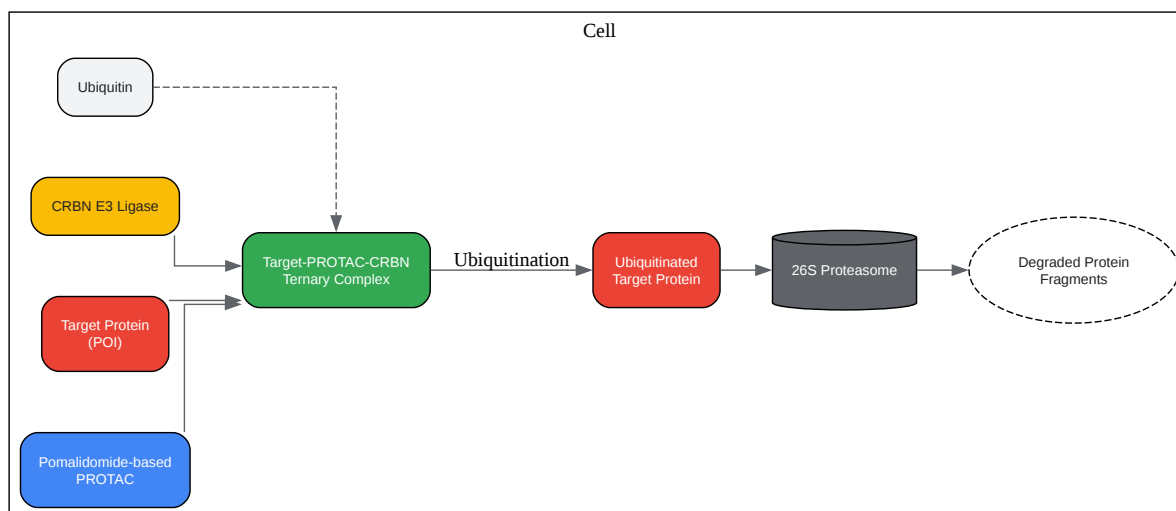 Cell
Ubiquitin
CRBN E3 Ligase
Target Protein
(POI)
Pomalidomide-based
PROTAC
Target-PROTAC-CRBN
Ternary Complex
Ubiquitination
Ubiquitinated
Target Protein
26S Proteasome
Degraded Protein
Fragments